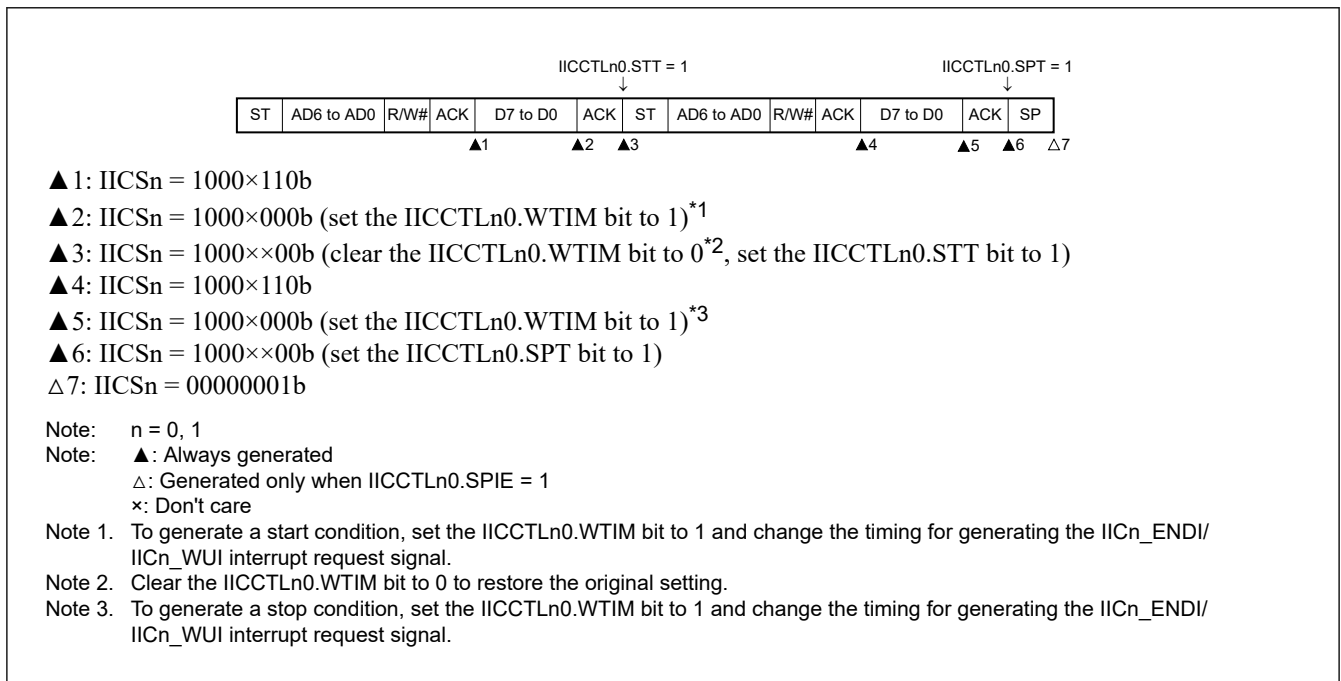 IICCTLn0.STT = 1 IICCTLn0.SPT = 1
↓ ↓
ST AD6 to AD0 R/W# ACK D7 to D0 ACK ST AD6 to AD0 R/W# ACK D7 to D0 ACK SP
▲1 ▲2 ▲3 ▲4 ▲5 ▲6 △7
▲1: IICSn = 1000×110b
▲2: IICSn = 1000×000b (set the IICCTLn0.WTIM bit to 1)*1
▲3: IICSn = 1000××00b (clear the IICCTLn0.WTIM bit to 0*2, set the IICCTLn0.STT bit to 1)
▲4: IICSn = 1000×110b
▲5: IICSn = 1000×000b (set the IICCTLn0.WTIM bit to 1)*3
▲6: IICSn = 1000××00b (set the IICCTLn0.SPT bit to 1)
△7: IICSn = 00000001b
Note: n = 0, 1
Note: ▲: Always generated
△: Generated only when IICCTLn0.SPIE = 1
×: Don't care
Note 1. To generate a start condition, set the IICCTLn0.WTIM bit to 1 and change the timing for generating the IICn_ENDI/
IICn_WUI interrupt request signal.
Note 2. Clear the IICCTLn0.WTIM bit to 0 to restore the original setting.
Note 3. To generate a stop condition, set the IICCTLn0.WTIM bit to 1 and change the timing for generating the IICn_ENDI/
IICn_WUI interrupt request signal.